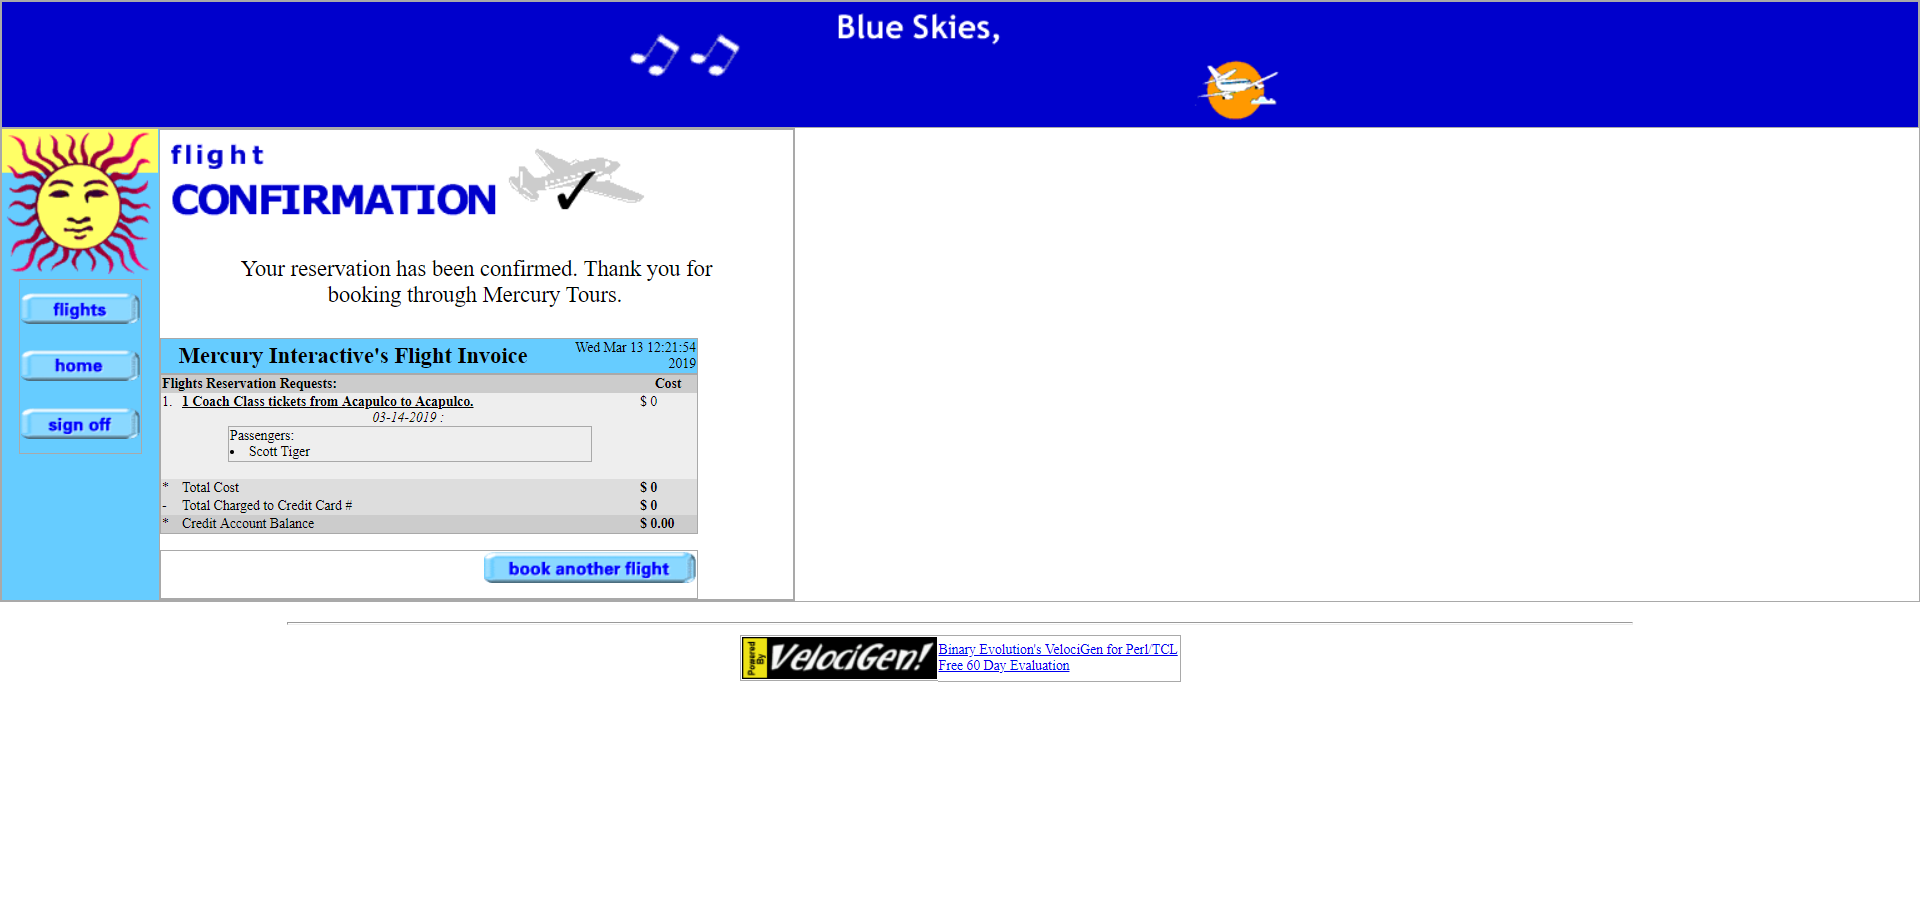 Blue Skies,
flight
CONFIRMATION
Your reservation has been confirmed. Thank you for
booking through Mercury Tours.
flights
home
sign off
Mercury Interactive's Flight Invoice
Wed Mar 13 12:21:54
2019
Flights Reservation Requests: Cost
1. 1 Coach Class tickets from Acapulco to Acapulco. $ 0
03-14-2019 :
Passengers:
• Scott Tiger
* Total Cost $ 0
- Total Charged to Credit Card # $ 0
* Credit Account Balance $ 0.00
book another flight
Powered
By
VelociGen!
Binary Evolution's VelociGen for Perl/TCL
Free 60 Day Evaluation